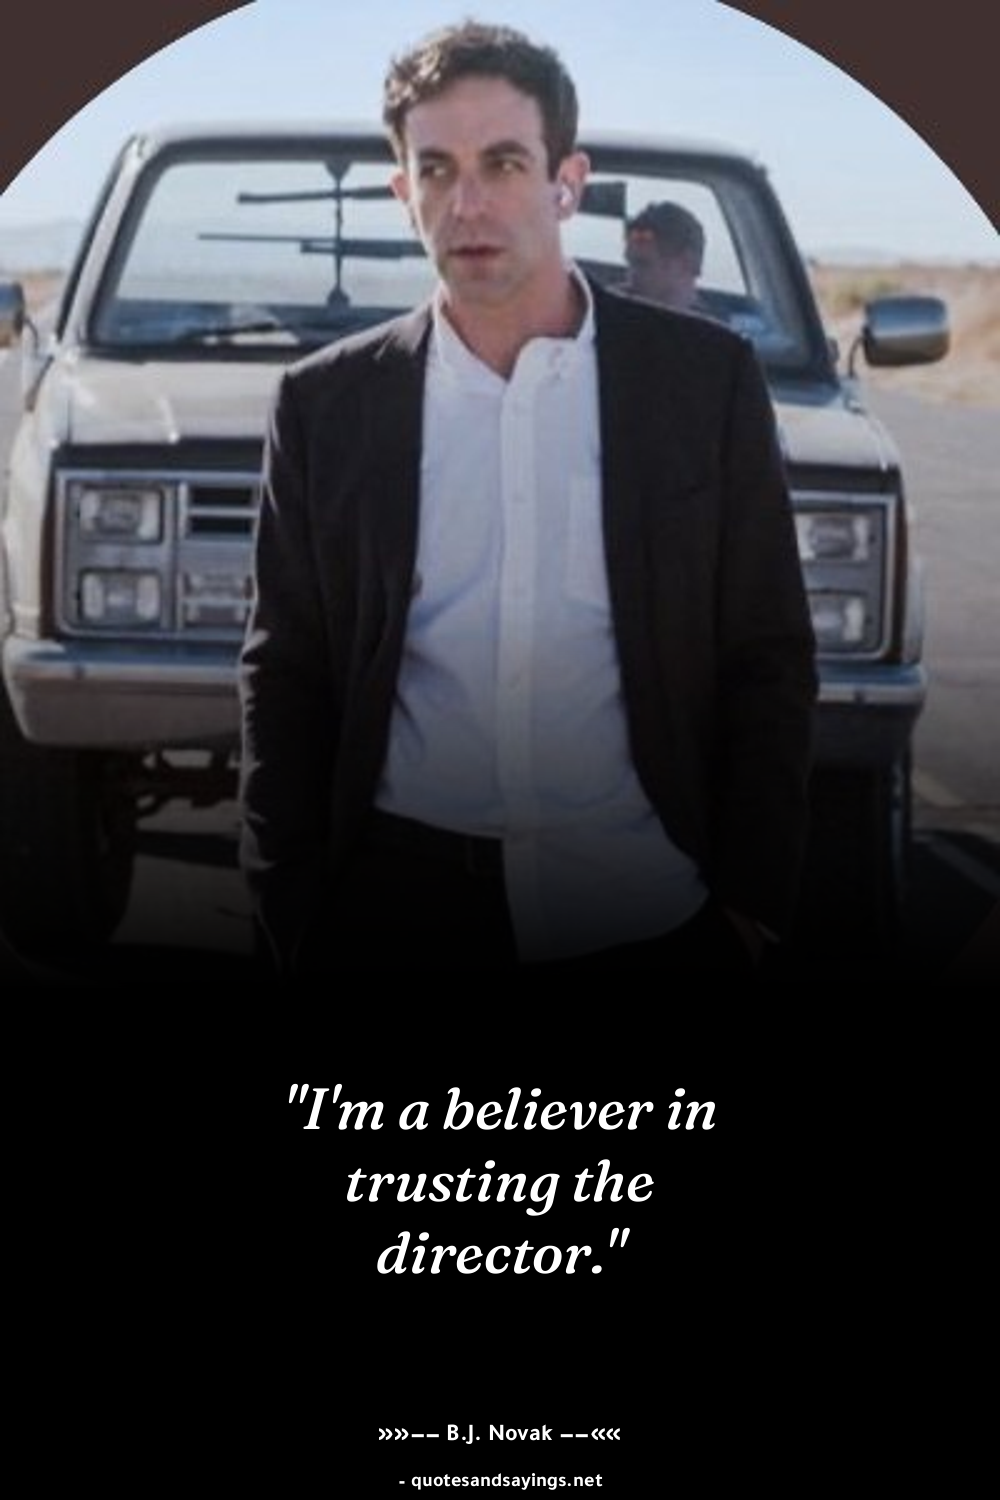 "I'm a believer in
trusting the
director."
»»–– B.J. Novak ––««
- quotesandsayings.net